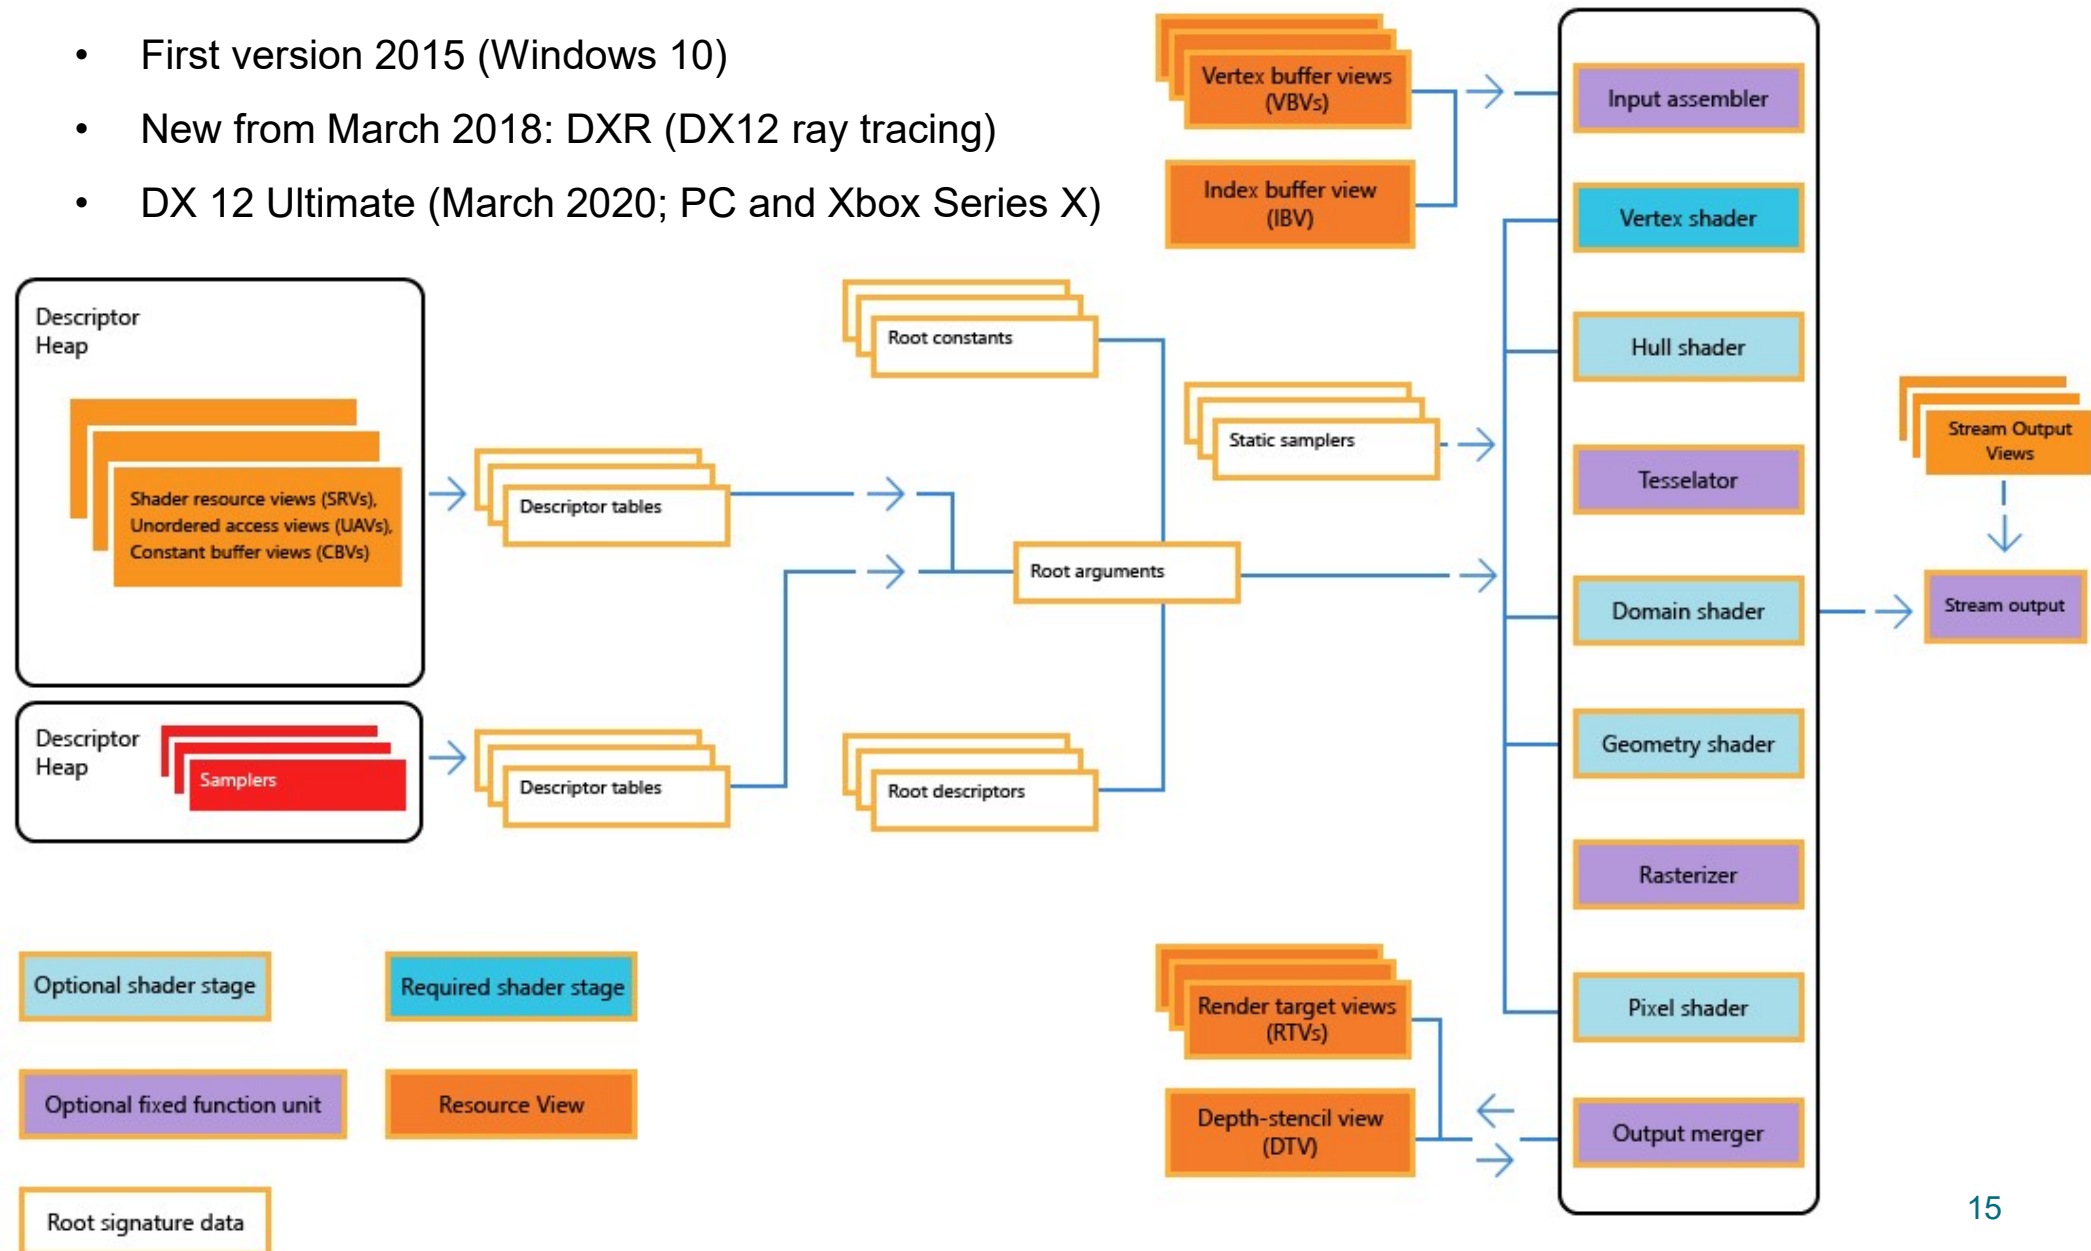 • First version 2015 (Windows 10)
• New from March 2018: DXR (DX12 ray tracing)
• DX 12 Ultimate (March 2020; PC and Xbox Series X)
Vertex buffer views
(VBVs)
Index buffer view
(IBV)
Input assembler
Vertex shader
Hull shader
Tesselator
Domain shader
Geometry shader
Rasterizer
Pixel shader
Output merger
Descriptor
Heap
Shader resource views (SRVs),
Unordered access views (UAVs),
Constant buffer views (CBVs)
Descriptor tables
Root constants
Static samplers
Root arguments
Stream Output
Views
Stream output
Descriptor
Heap
Samplers
Descriptor tables
Root descriptors
Render target views
(RTVs)
Depth-stencil view
(DTV)
Optional shader stage
Required shader stage
Optional fixed function unit
Resource View
Root signature data
15